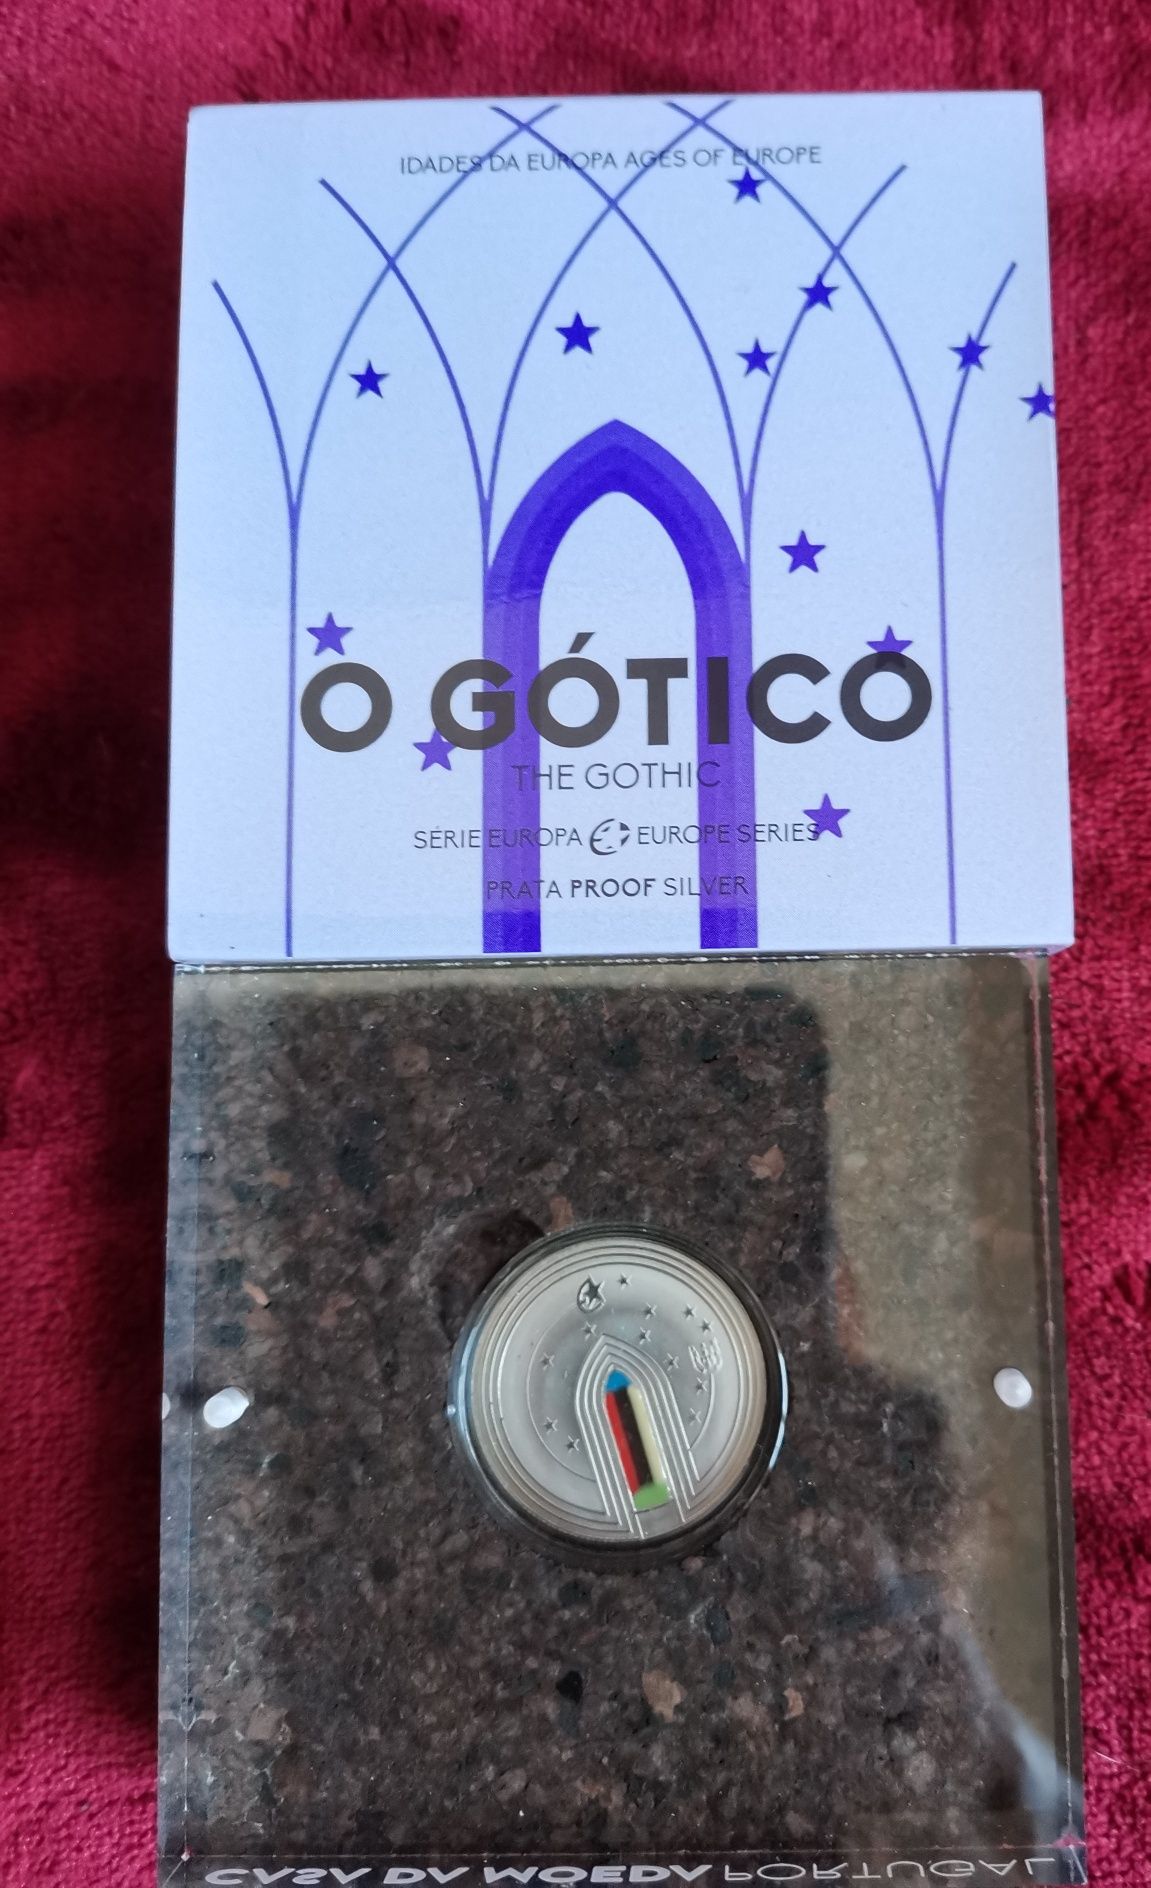 IDADES DA EUROPA AGES OF EUROPE
O GÓTICO
THE GOTHIC
SÉRIE EUROPA EUROPE SERIES
PRATA PROOF SILVER
CASA DA MOEDA PORTUGAL